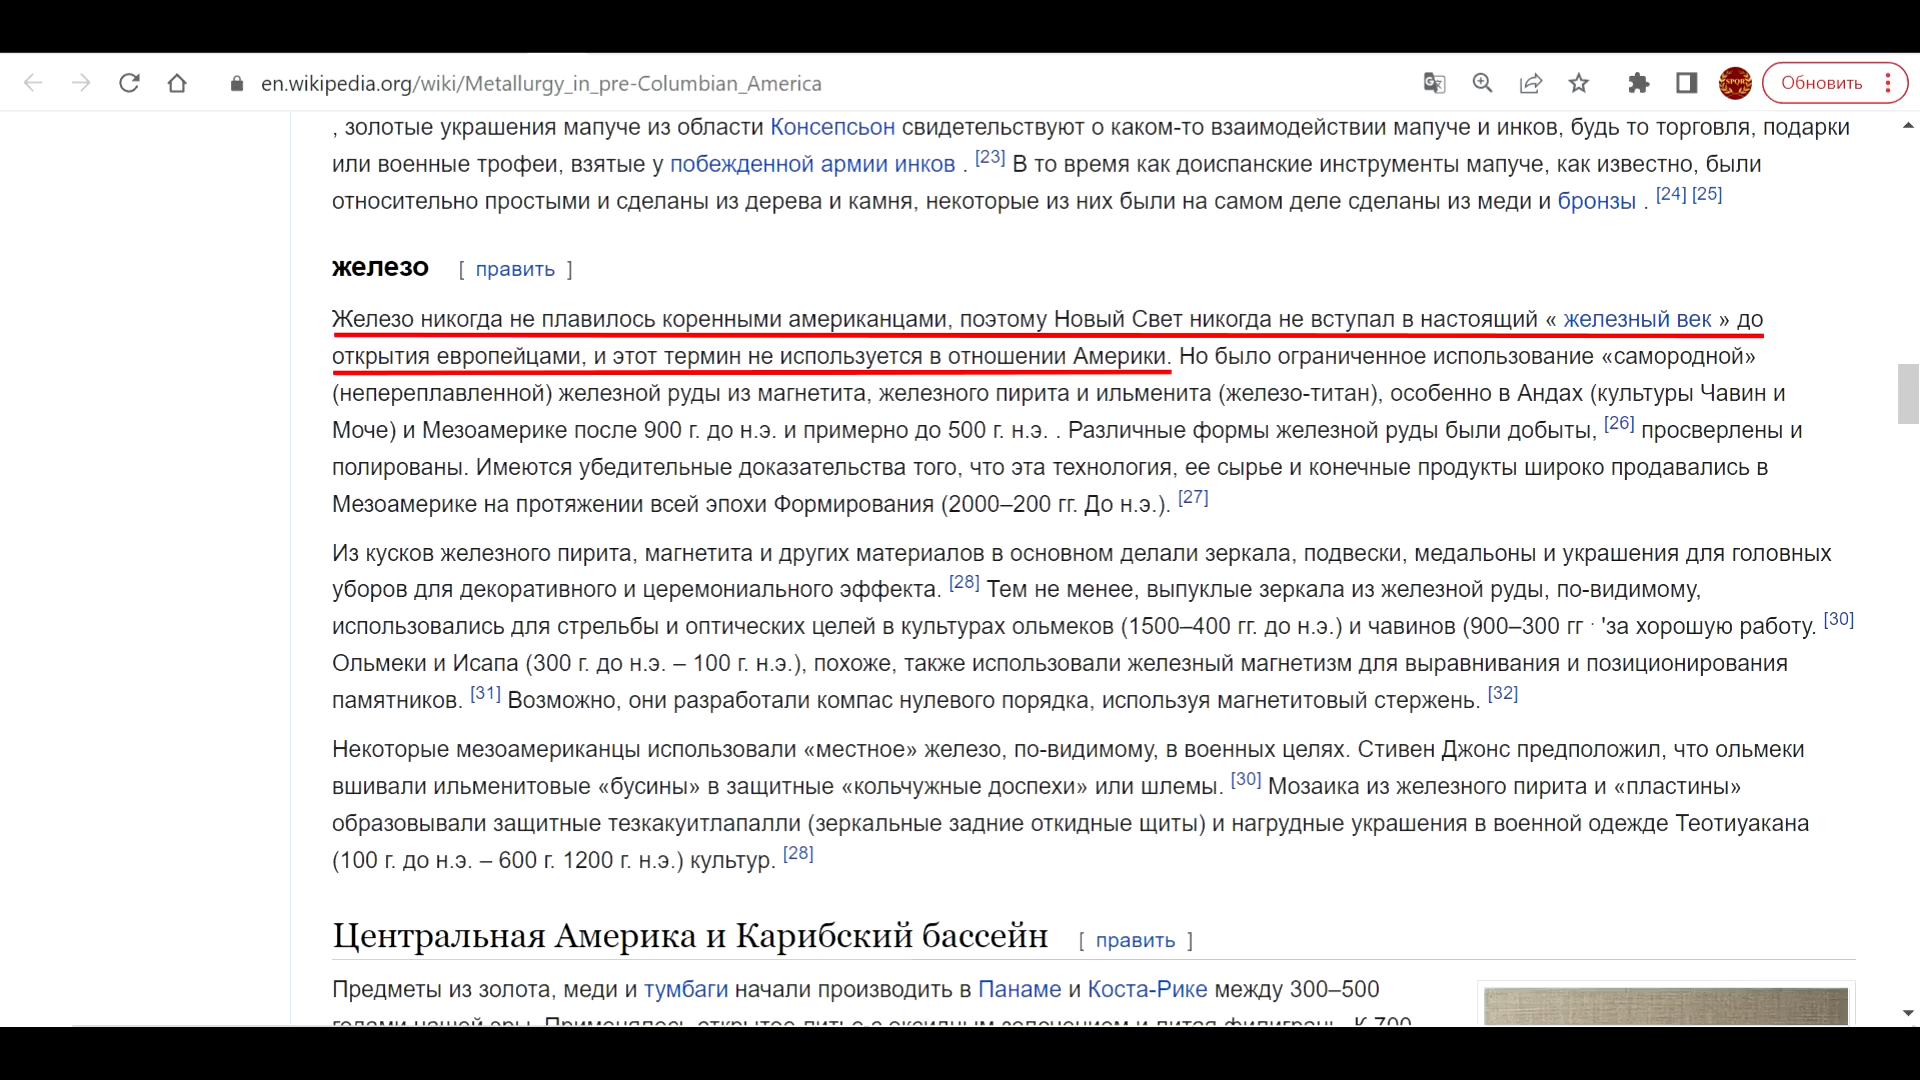 en.wikipedia.org/wiki/Metallurgy_in_pre-Columbian_America
Обновить
, золотые украшения мапуче из области Консепсьон свидетельствуют о каком-то взаимодействии мапуче и инков, будь то торговля, подарки
или военные трофеи, взятые у побежденной армии инков . [23] В то время как доиспанские инструменты мапуче, как известно, были
относительно простыми и сделаны из дерева и камня, некоторые из них были на самом деле сделаны из меди и бронзы . [24] [25]
железо [ править ]
Железо никогда не плавилось коренными американцами, поэтому Новый Свет никогда не вступал в настоящий « железный век » до
открытия европейцами, и этот термин не используется в отношении Америки. Но было ограниченное использование «самородной»
(непереплавленной) железной руды из магнетита, железного пирита и ильменита (железо-титан), особенно в Андах (культуры Чавин и
Моче) и Мезоамерике после 900 г. до н.э. и примерно до 500 г. н.э. . Различные формы железной руды были добыты, [26] просверлены и
полированы. Имеются убедительные доказательства того, что эта технология, ее сырье и конечные продукты широко продавались в
Мезоамерике на протяжении всей эпохи Формирования (2000–200 гг. До н.э.). [27]
Из кусков железного пирита, магнетита и других материалов в основном делали зеркала, подвески, медальоны и украшения для головных
уборов для декоративного и церемониального эффекта. [28] Тем не менее, выпуклые зеркала из железной руды, по-видимому,
использовались для стрельбы и оптических целей в культурах ольмеков (1500–400 гг. до н.э.) и чавинов (900–300 гг · 'за хорошую работу. [30]
Ольмеки и Исапа (300 г. до н.э. – 100 г. н.э.), похоже, также использовали железный магнетизм для выравнивания и позиционирования
памятников. [31] Возможно, они разработали компас нулевого порядка, используя магнетитовый стержень. [32]
Некоторые мезоамериканцы использовали «местное» железо, по-видимому, в военных целях. Стивен Джонс предположил, что ольмеки
вшивали ильменитовые «бусины» в защитные «кольчужные доспехи» или шлемы. [30] Мозаика из железного пирита и «пластины»
образовывали защитные тезкакуитлапалли (зеркальные задние откидные щиты) и нагрудные украшения в военной одежде Теотиуакана
(100 г. до н.э. – 600 г. 1200 г. н.э.) культур. [28]
Центральная Америка и Карибский бассейн [ править ]
Предметы из золота, меди и тумбаги начали производить в Панаме и Коста-Рике между 300–500
годами нашей эры. Применялось открытое литье с оксидным золочением и литая филигрань. К 700